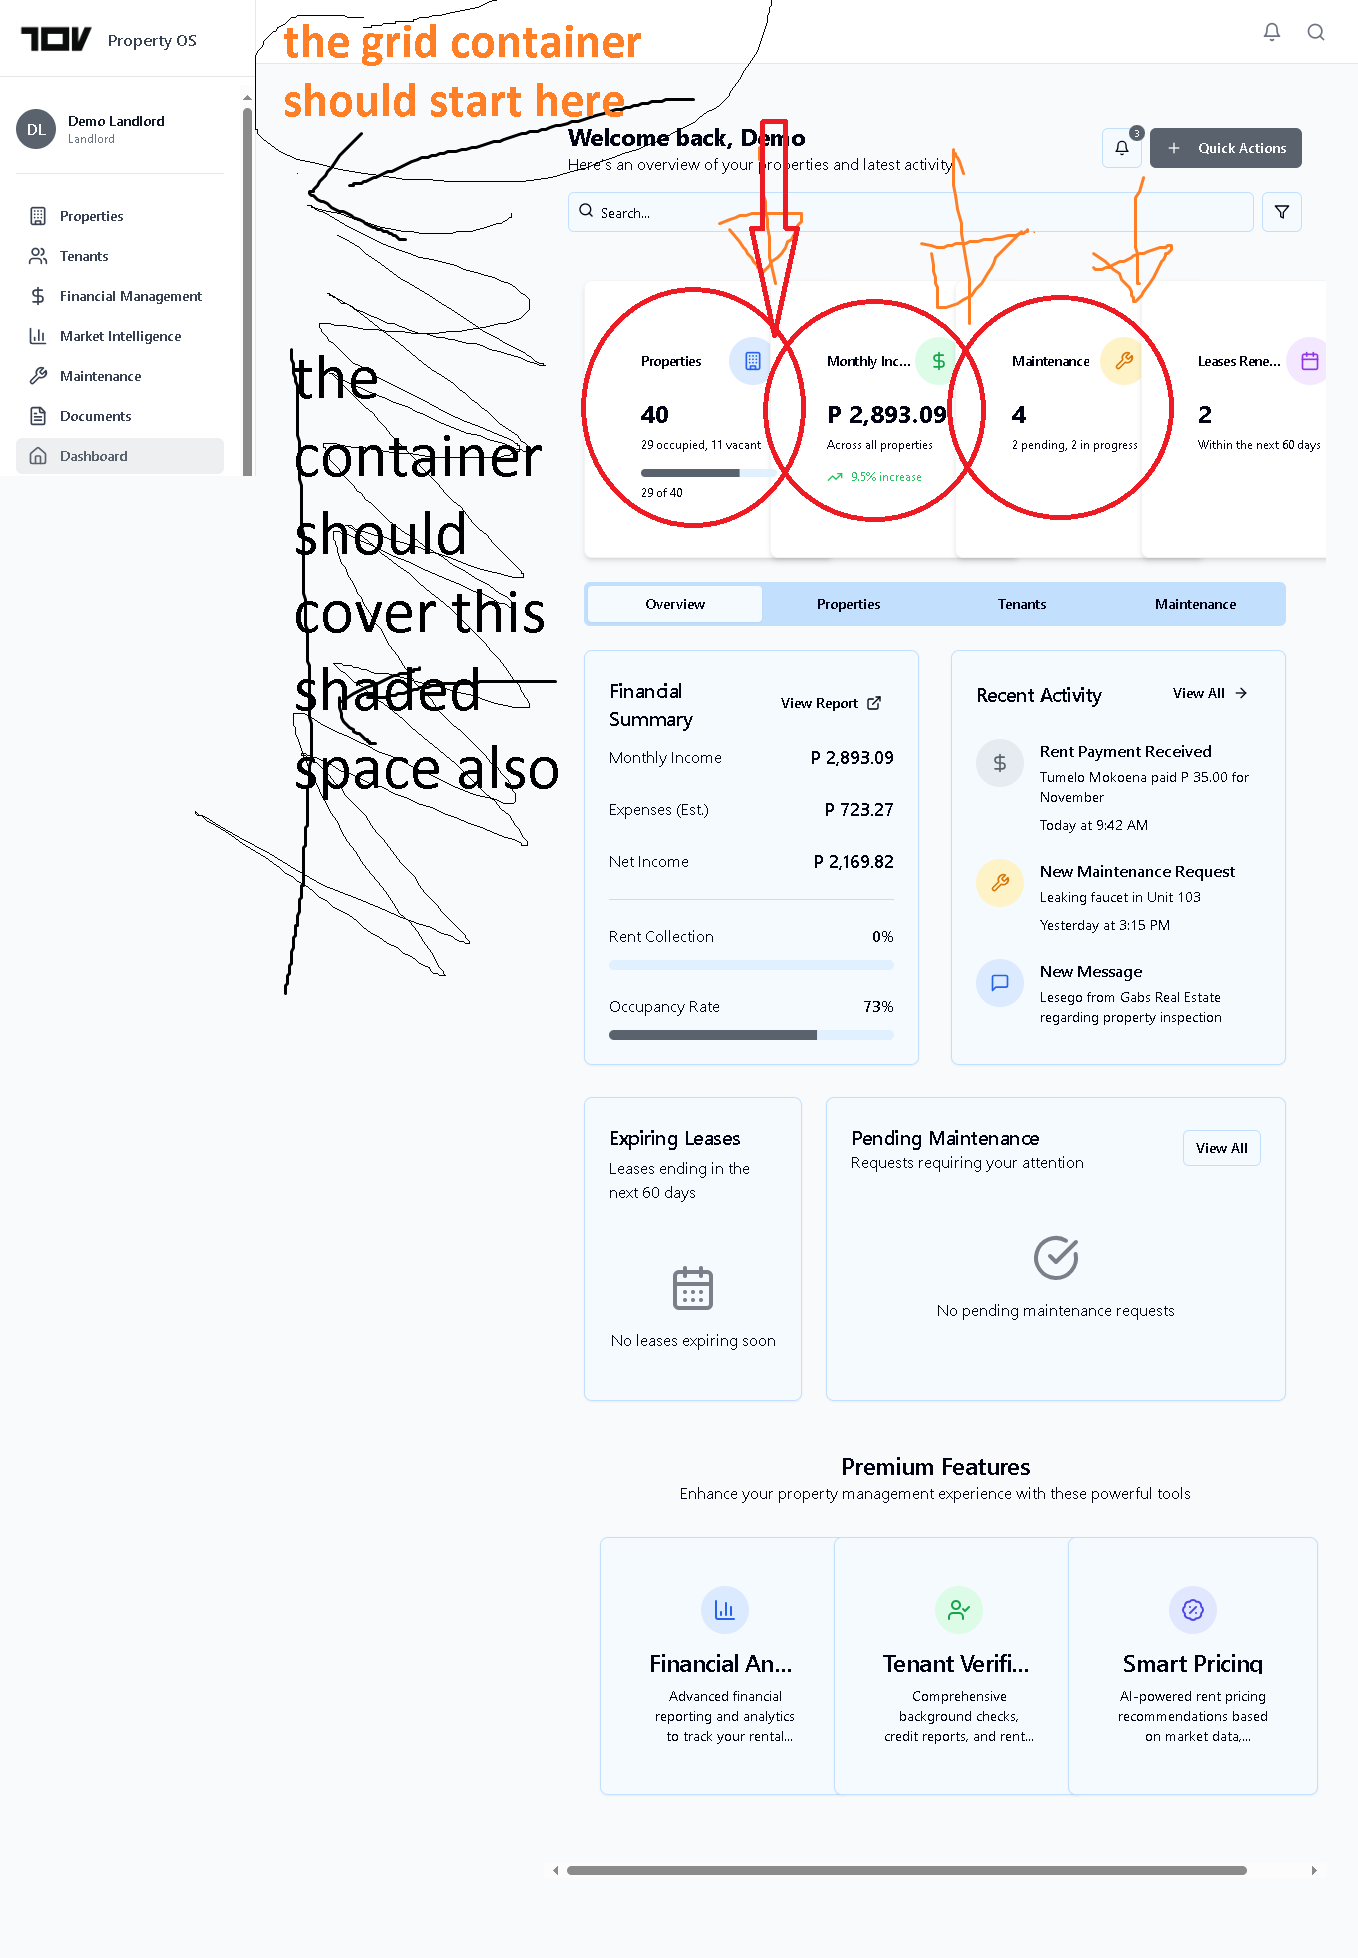 TOV Property OS
the grid container
should start here
DL
Demo Landlord
Landlord
Properties
Tenants
Financial Management
Market Intelligence
Maintenance
Documents
Dashboard
the
container
should
cover this
shaded
space also
Welcome back, Demo
Here's an overview of your properties and latest activity
3
Quick Actions
Search...
Properties
40
29 occupied, 11 vacant
29 of 40
Monthly Inc...
P 2,893.09
Across all properties
9.5% increase
Maintenance
4
2 pending, 2 in progress
Leases Rene...
2
Within the next 60 days
Overview Properties Tenants Maintenance
Financial
Summary
View Report
Monthly Income P 2,893.09
Expenses (Est.) P 723.27
Net Income P 2,169.82
Rent Collection 0%
Occupancy Rate 73%
Recent Activity View All
Rent Payment Received
Tumelo Mokoena paid P 35.00 for
November
Today at 9:42 AM
New Maintenance Request
Leaking faucet in Unit 103
Yesterday at 3:15 PM
New Message
Lesego from Gabs Real Estate
regarding property inspection
Expiring Leases
Leases ending in the
next 60 days
No leases expiring soon
Pending Maintenance
Requests requiring your attention
View All
No pending maintenance requests
Premium Features
Enhance your property management experience with these powerful tools
Financial An...
Advanced financial
reporting and analytics
to track your rental...
Tenant Verifi...
Comprehensive
background checks,
credit reports, and rent...
Smart Pricing
AI-powered rent pricing
recommendations based
on market data,...